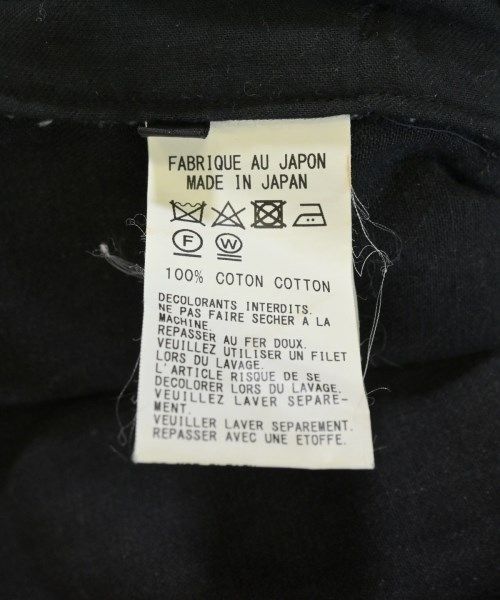 FABRIQUE AU JAPON
MADE IN JAPAN
F W
100% COTON COTTON
DECOLORANTS INTERDITS.
NE PAS FAIRE SECHER A LA
MACHINE.
REPASSER AU FER DOUX.
VEUILLEZ UTILISER UN FILET
LORS DU LAVAGE.
L'ARTICLE RISQUE DE SE
DECOLORER LORS DU LAVAGE.
VEUILLEZ LAVER SEPARE-
MENT.
VEUILLER LAVER SEPAREMENT.
REPASSER AVEC UNE ETOFFE.